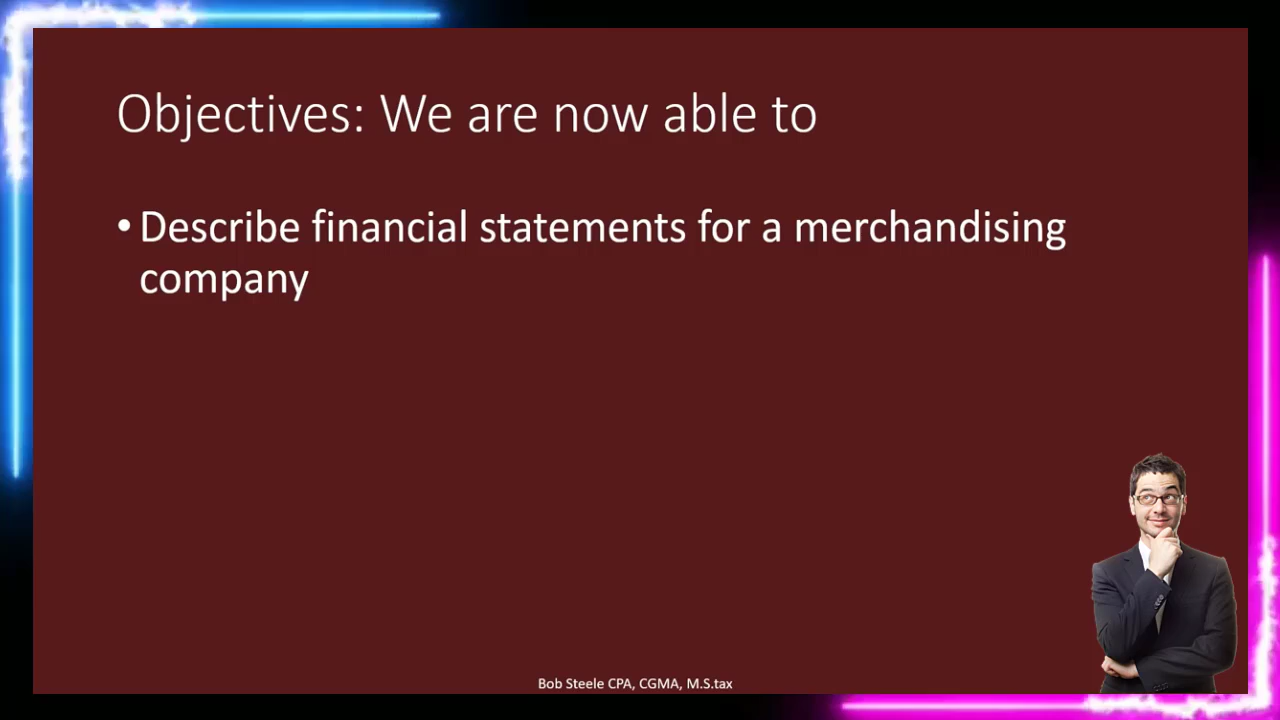 Objectives: We are now able to
• Describe financial statements for a merchandising
company
Bob Steele CPA, CGMA, M.S.tax